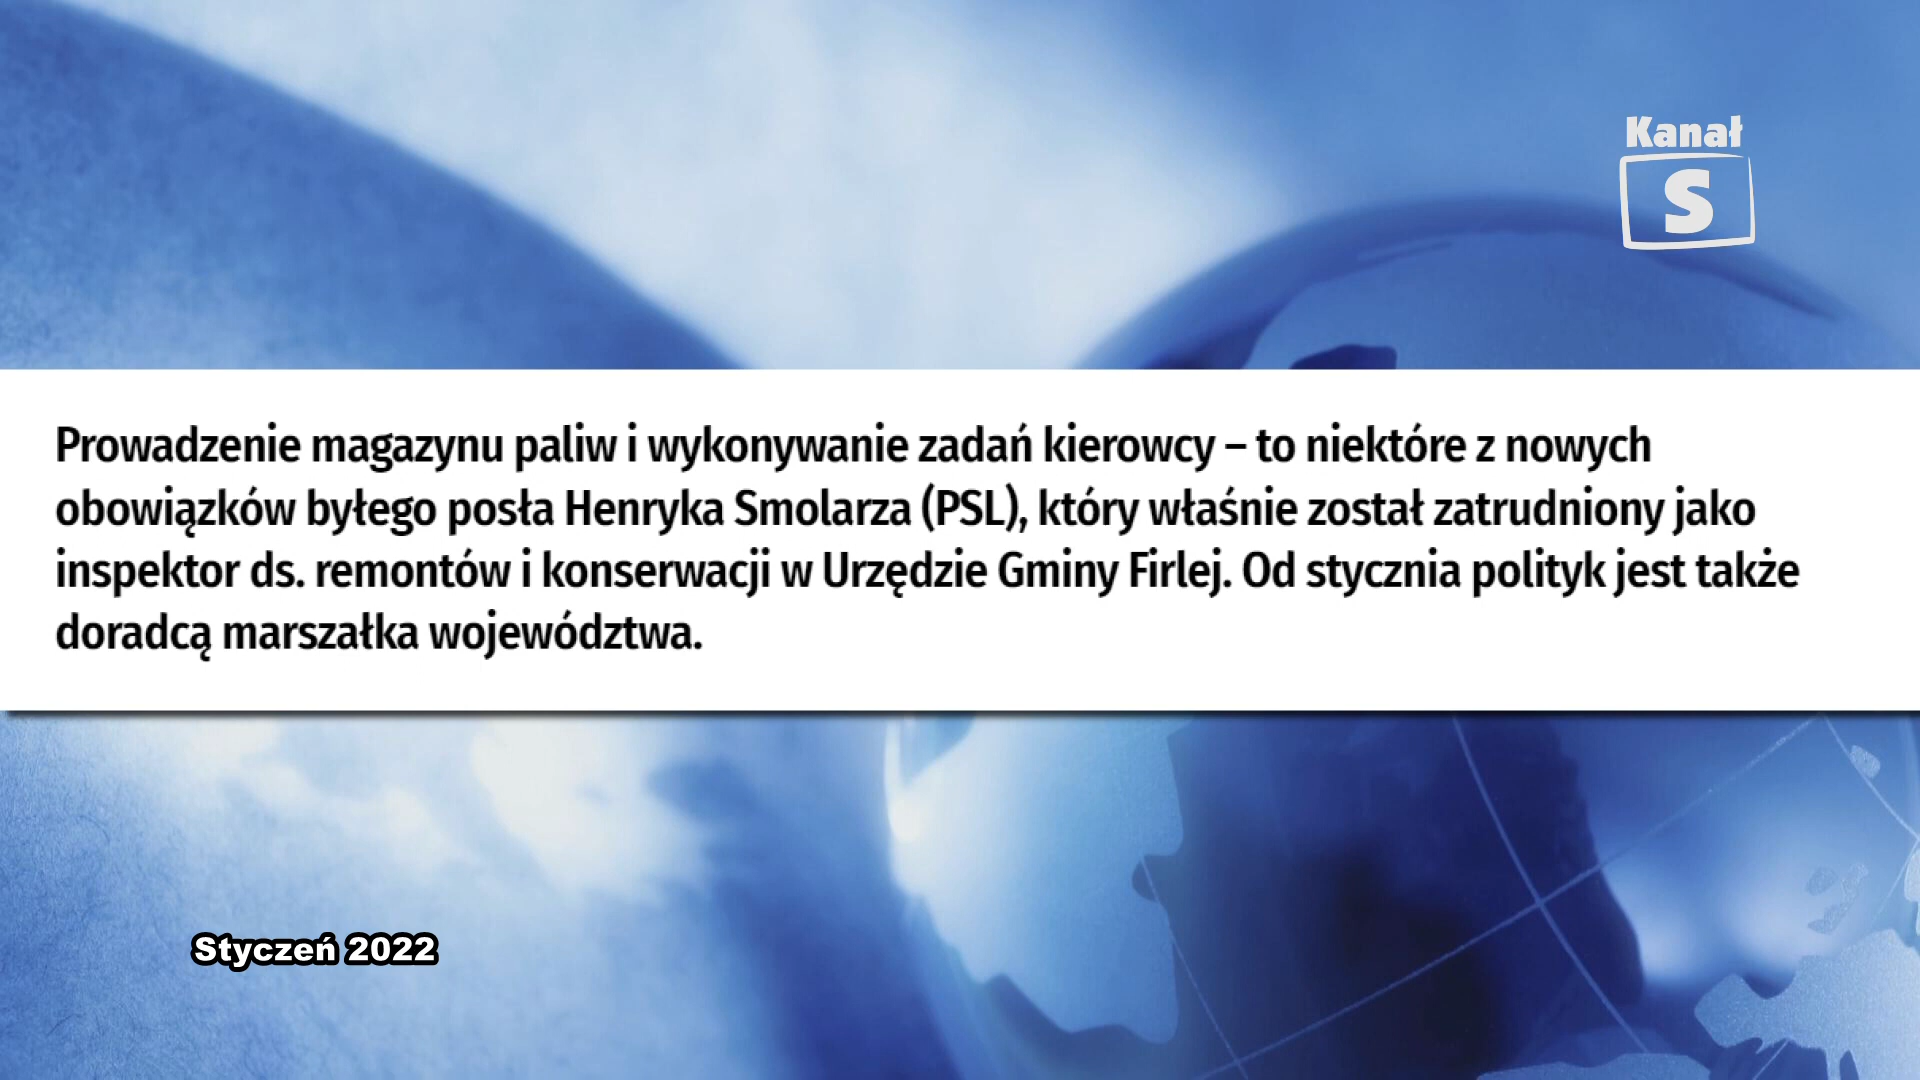 Kanał
S
Prowadzenie magazynu paliw i wykonywanie zadań kierowcy – to niektóre z nowych
obowiązków byłego posła Henryka Smolarza (PSL), który właśnie został zatrudniony jako
inspektor ds. remontów i konserwacji w Urzędzie Gminy Firlej. Od stycznia polityk jest także
doradcą marszałka województwa.
Styczeń 2022